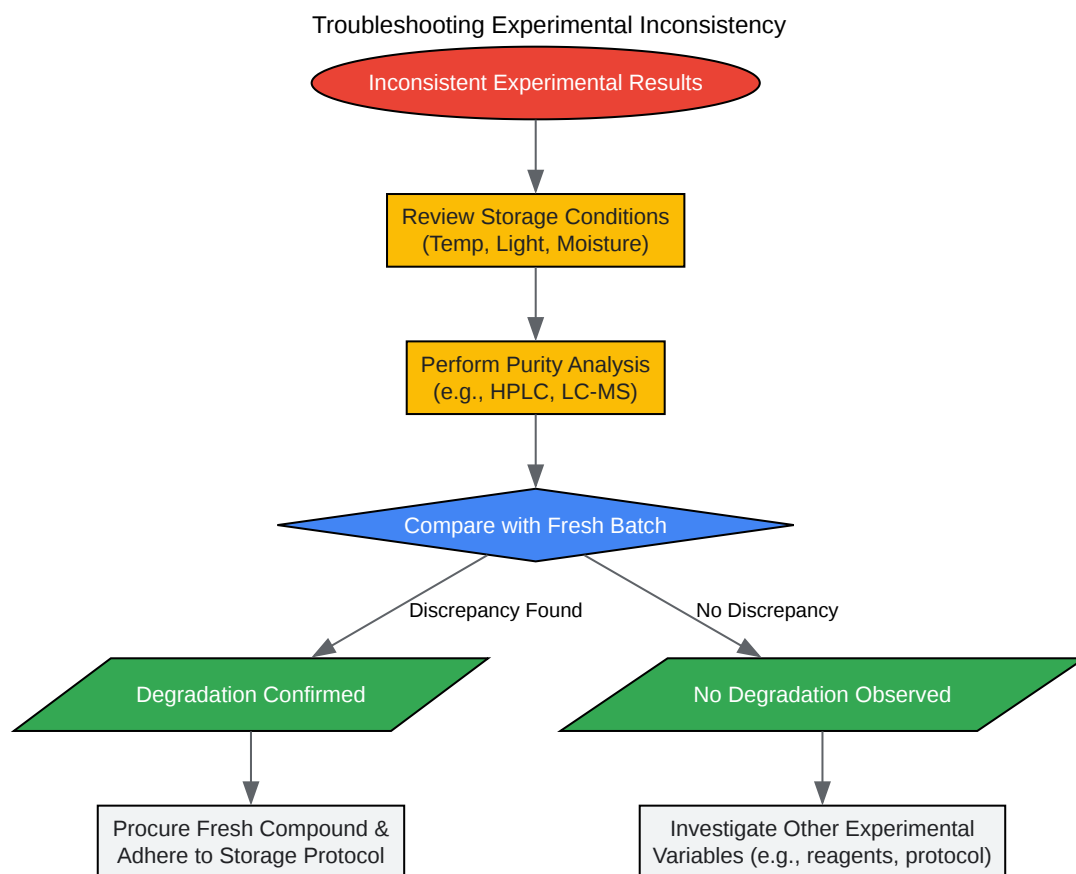 Troubleshooting Experimental Inconsistency
Inconsistent Experimental Results
Review Storage Conditions
(Temp, Light, Moisture)
Perform Purity Analysis
(e.g., HPLC, LC-MS)
Compare with Fresh Batch
Discrepancy Found
No Discrepancy
Degradation Confirmed
No Degradation Observed
Procure Fresh Compound &
Adhere to Storage Protocol
Investigate Other Experimental
Variables (e.g., reagents, protocol)